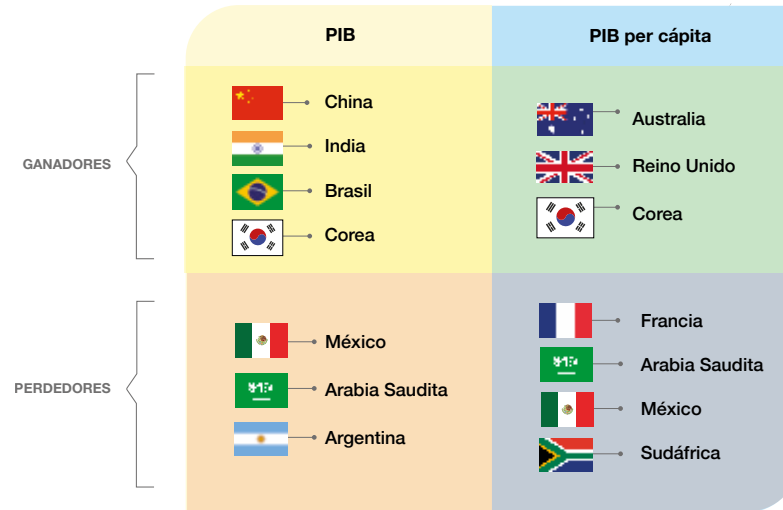 PIB
PIB per cápita
GANADORES
China
India
Brasil
Corea
Australia
Reino Unido
Corea
PERDEDORES
México
Arabia Saudita
Argentina
Francia
Arabia Saudita
México
Sudáfrica